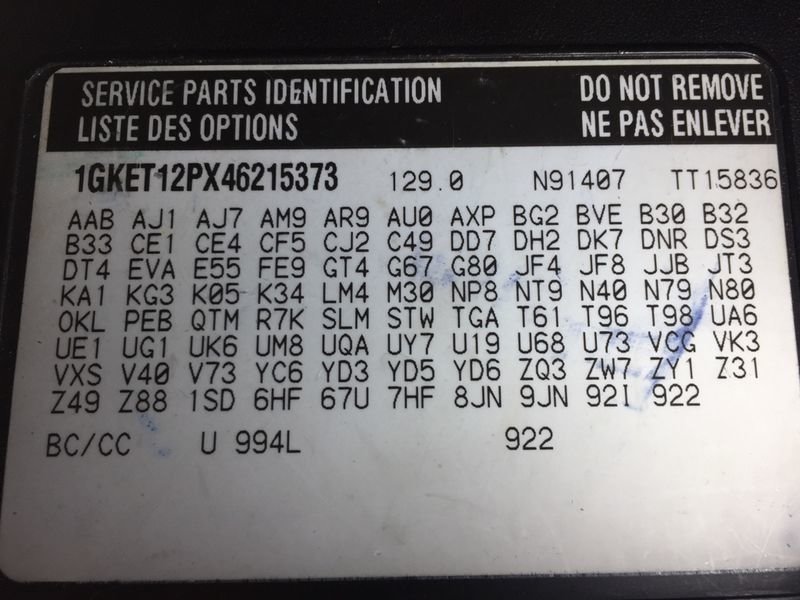 SERVICE PARTS IDENTIFICATION DO NOT REMOVE
LISTE DES OPTIONS NE PAS ENLEVER
1GKET12PX46215373 129.0 N91407 TT15836
AAB AJ1 AJ7 AM9 AR9 AU0 AXP BG2 BVE B30 B32
B33 CE1 CE4 CF5 CJ2 C49 DD7 DH2 DK7 DNR DS3
DT4 EVA E55 FE9 GT4 G67 G80 JF4 JF8 JJB JT3
KA1 KG3 K05 K34 LM4 M30 NP8 NT9 N40 N79 N80
OKL PEB QTM R7K SLM STW TGA T61 T96 T98 UA6
UE1 UG1 UK6 UM8 UQA UY7 U19 U68 U73 VCG VK3
VXS V40 V73 YC6 YD3 YD5 YD6 ZQ3 ZW7 ZY1 Z31
Z49 Z88 1SD 6HF 67U 7HF 8JN 9JN 92I 922
BC/CC U 994L 922